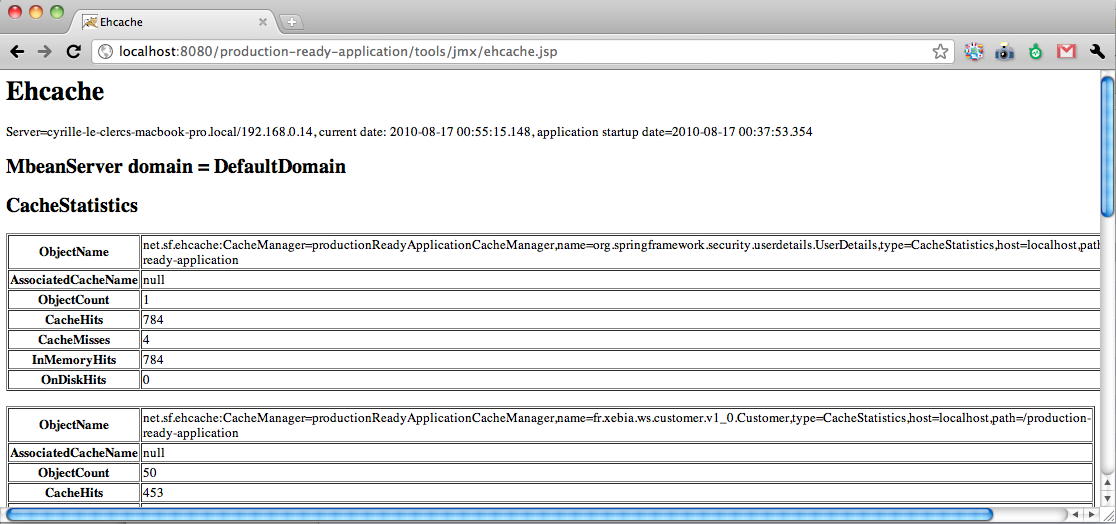 Ehcache
localhost:8080/production-ready-application/tools/jmx/ehcache.jsp
Ehcache
Server=cyrille-le-clercs-macbook-pro.local/192.168.0.14, current date: 2010-08-17 00:55:15.148, application startup date=2010-08-17 00:37:53.354
MbeanServer domain = DefaultDomain
CacheStatistics
ObjectName net.sf.ehcache:CacheManager=productionReadyApplicationCacheManager,name=org.springframework.security.userdetails.UserDetails,type=CacheStatistics,host=localhost,path
ready-application
AssociatedCacheName null
ObjectCount 1
CacheHits 784
CacheMisses 4
InMemoryHits 784
OnDiskHits 0
ObjectName net.sf.ehcache:CacheManager=productionReadyApplicationCacheManager,name=fr.xebia.ws.customer.v1_0.Customer,type=CacheStatistics,host=localhost,path=/production-
ready-application
AssociatedCacheName null
ObjectCount 50
CacheHits 453